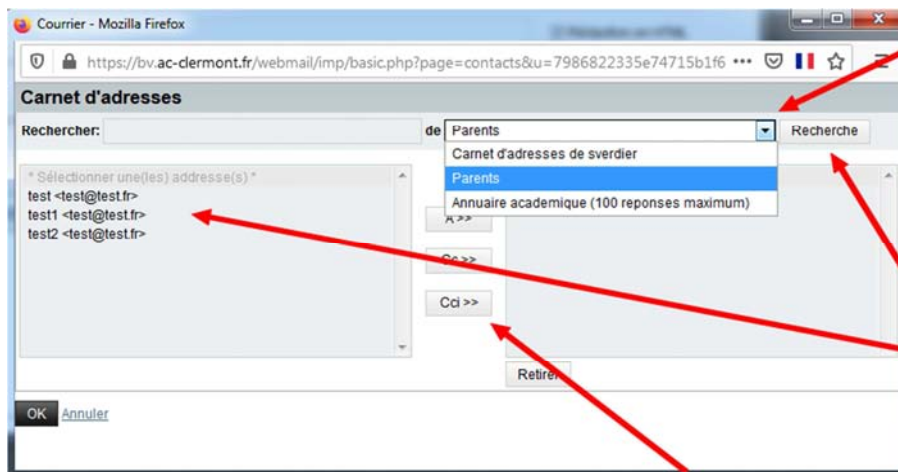 Courrier - Mozilla Firefox
https://bv.ac-clermont.fr/webmail/imp/basic.php?page=contacts&u=7986822335e74715b1f6
Carnet d'adresses
Rechercher: de Parents Recherche
Carnet d'adresses de sverdier
Parents
Annuaire academique (100 reponses maximum)
* Sélectionner une(les) addresse(s) *
test <test@test.fr>
test1 <test@test.fr>
test2 <test@test.fr>
A >>
Cc >>
Cci >>
Retirer
OK Annuler